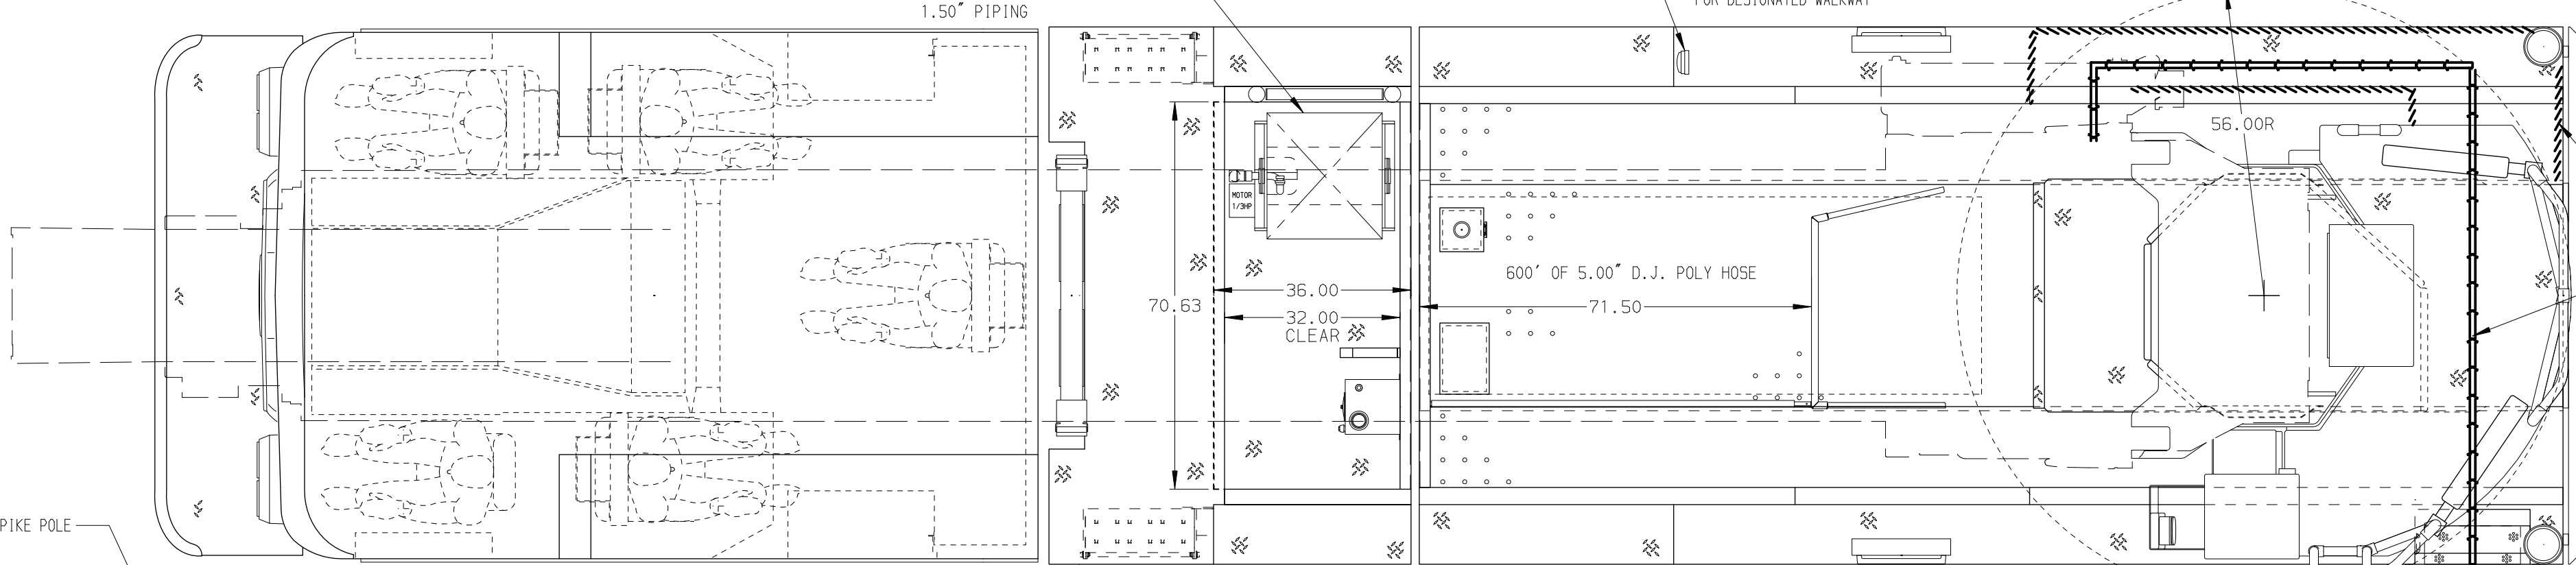 1.50" PIPING
FOR DESIGNATED WALKWAY
56.00R
MOTOR
1/3HP
600' OF 5.00" D.J. POLY HOSE
36.00
70.63
71.50
32.00
CLEAR
PIKE POLE